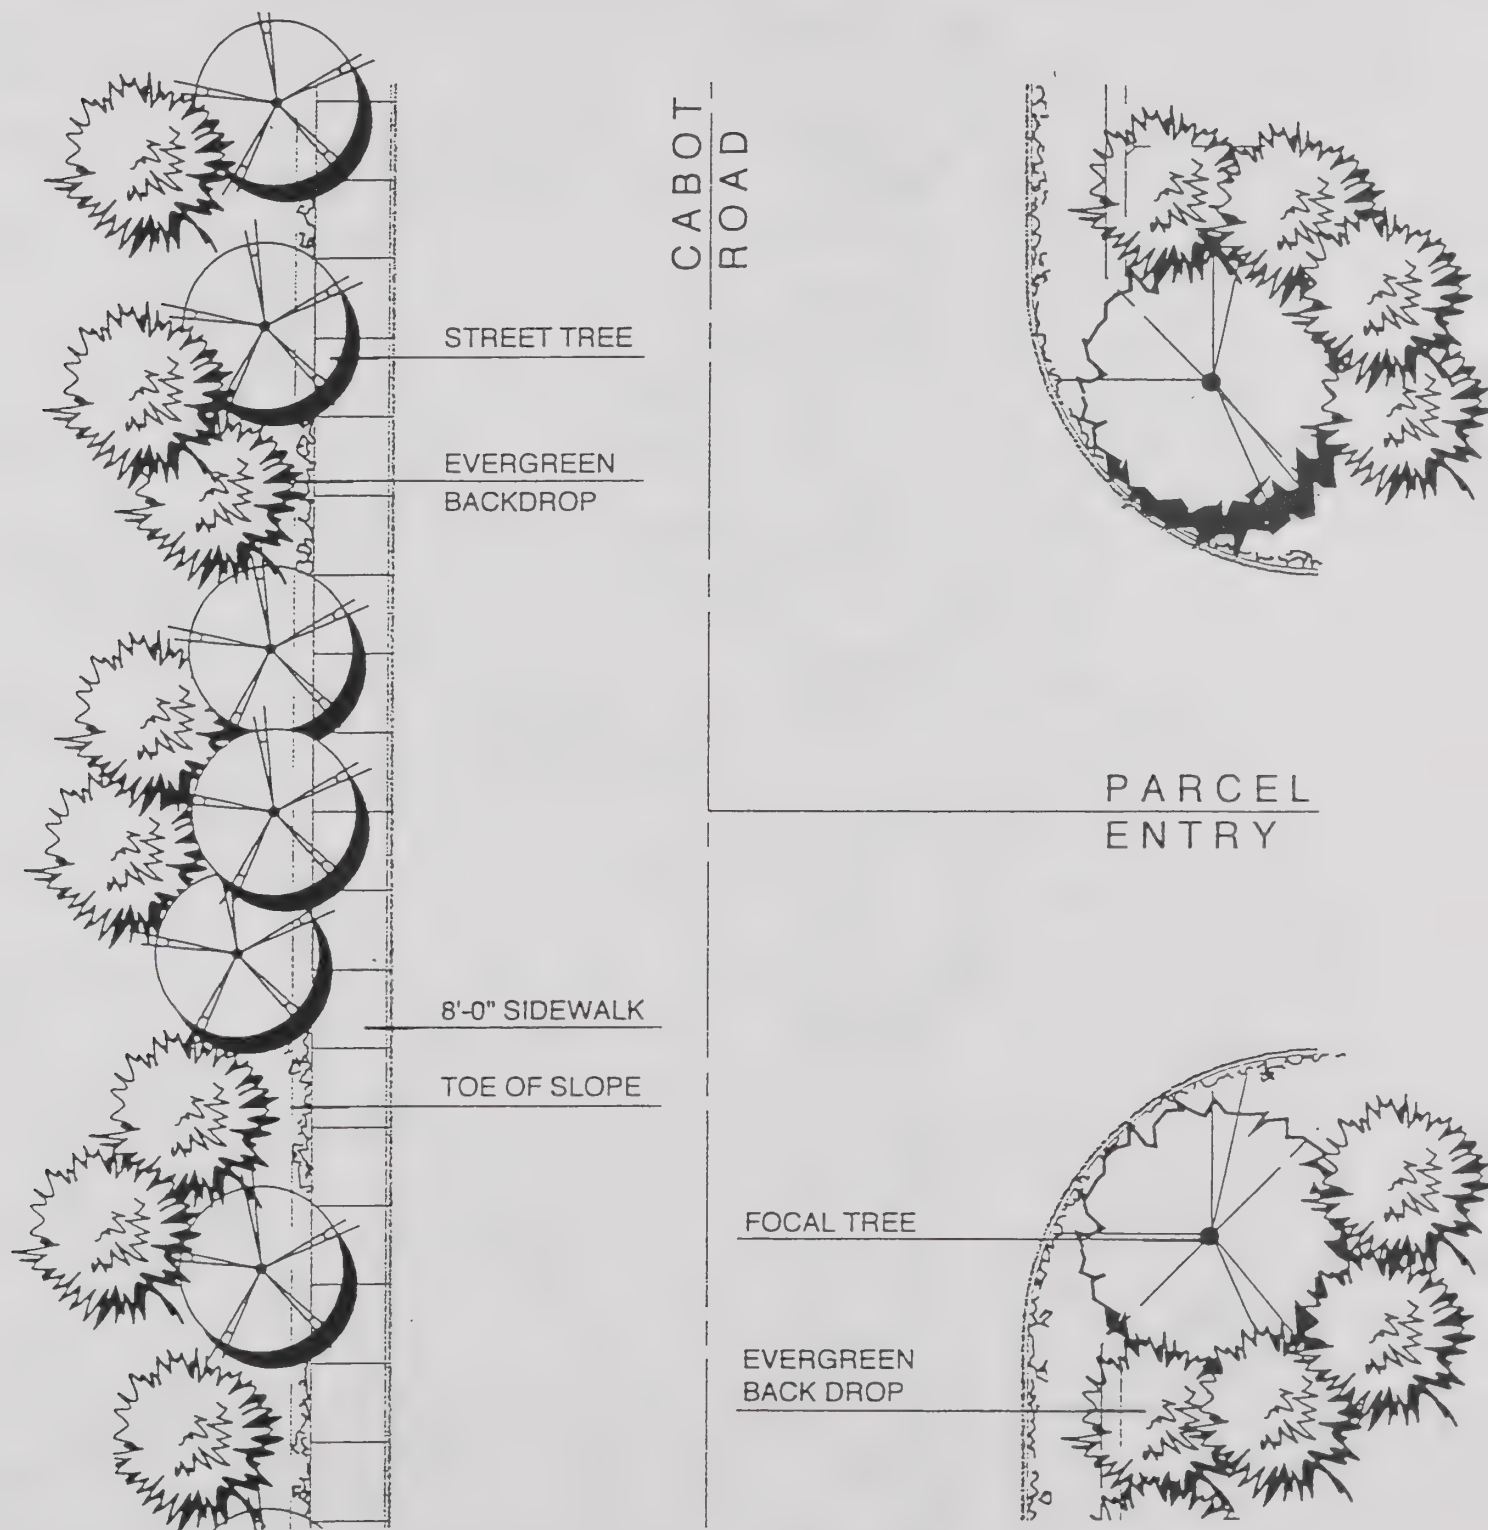 CABOT
ROAD
STREET TREE
EVERGREEN
BACKDROP
PARCEL
ENTRY
8'-0" SIDEWALK
TOE OF SLOPE
FOCAL TREE
EVERGREEN
BACK DROP